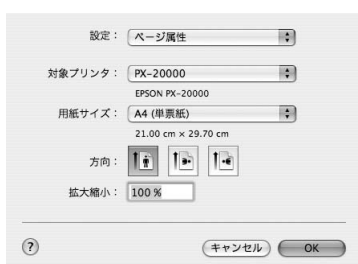 設定： ページ属性
対象プリンタ： PX-20000
EPSON PX-20000
用紙サイズ： A4 (単票紙)
21.00 cm × 29.70 cm
方向：
拡大縮小： 100 %
? キャンセル OK